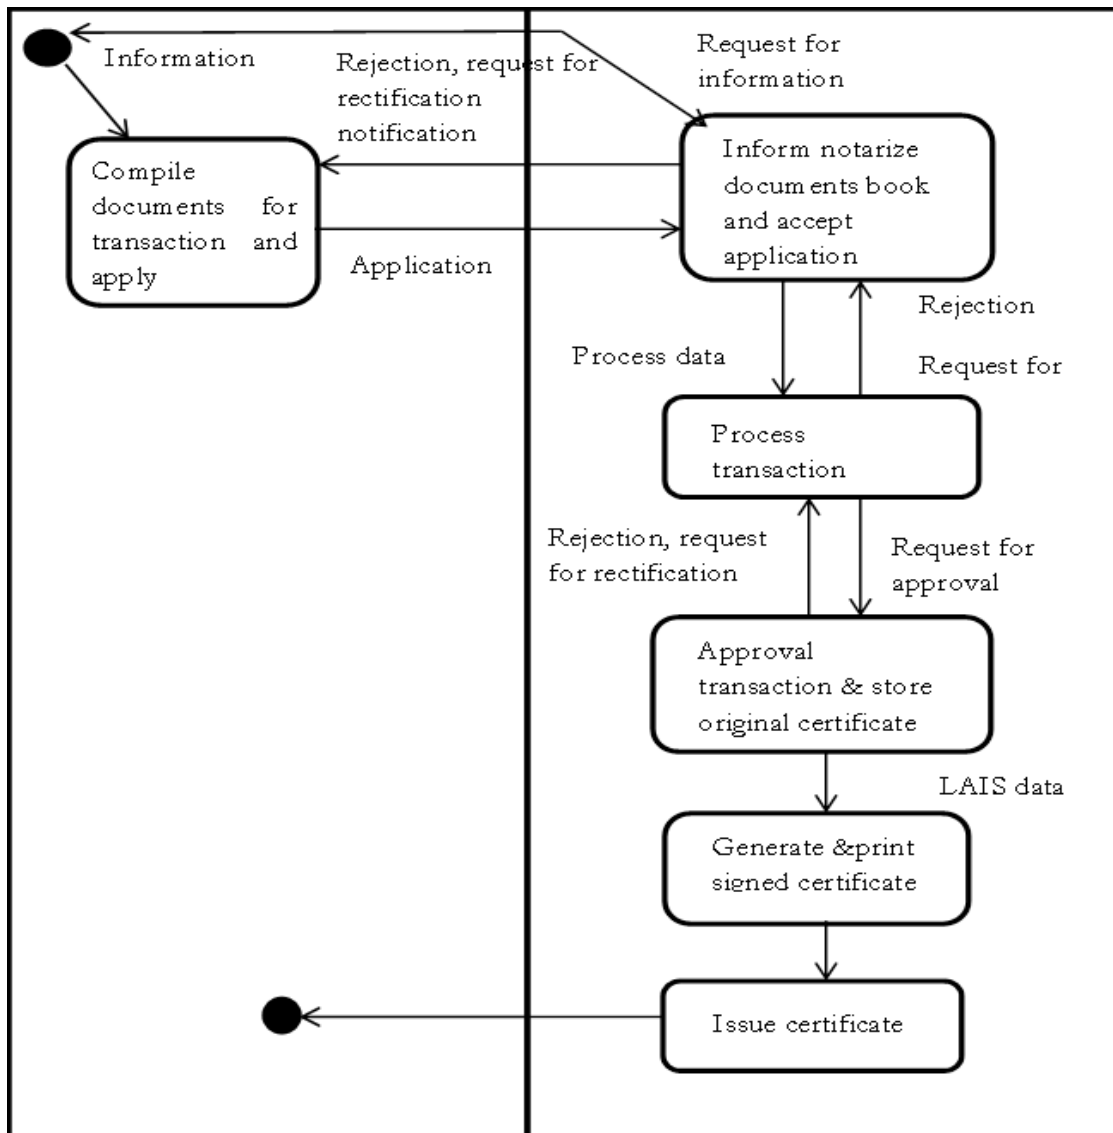 Information
Rejection, request for
rectification
notification
Request for
information
Compile
documents for
transaction and
apply
Inform notarize
documents book
and accept
application
Application
Rejection
Process data
Request for
Process
transaction
Rejection, request
for rectification
Request for
approval
Approval
transaction & store
original certificate
LAIS data
Generate &print
signed certificate
Issue certificate